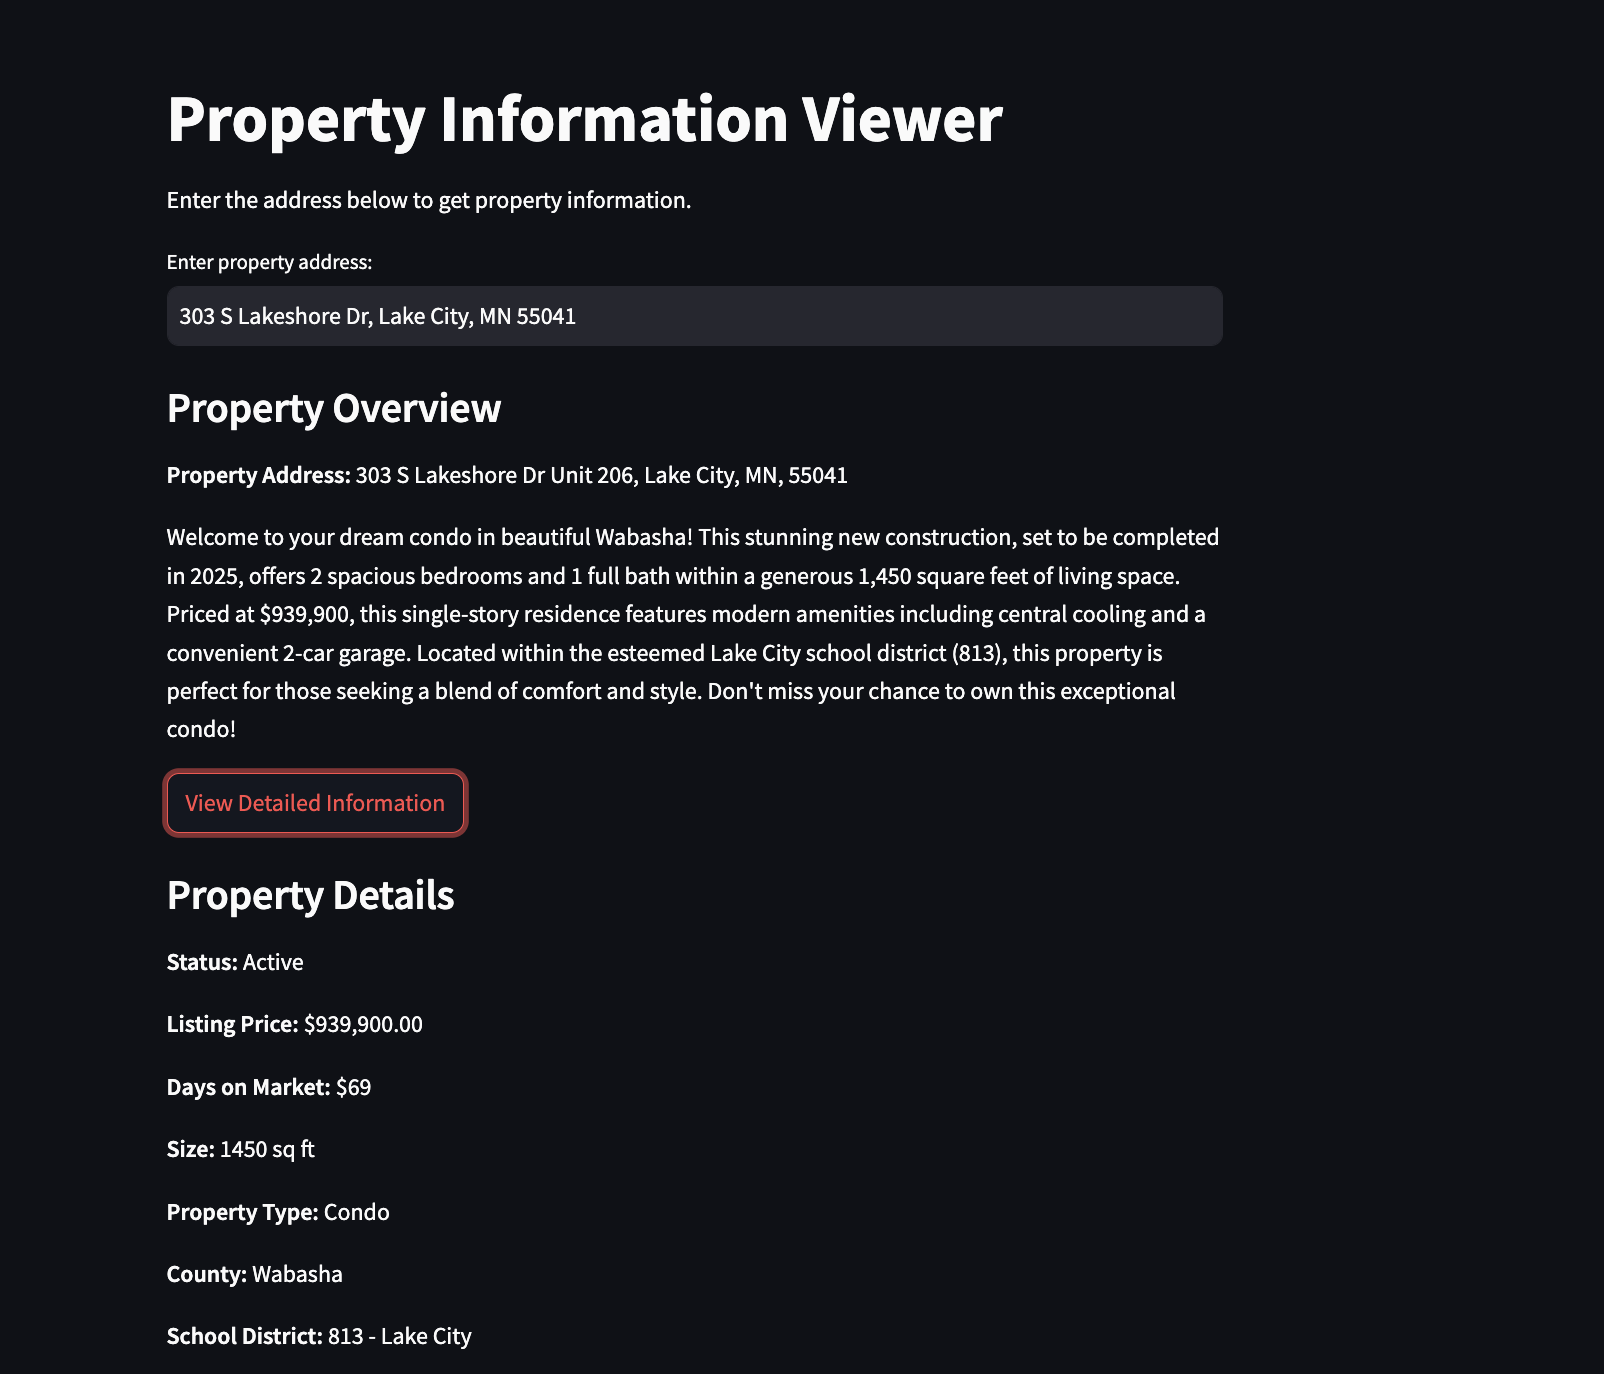 Property Information Viewer
Enter the address below to get property information.
Enter property address:
303 S Lakeshore Dr, Lake City, MN 55041
Property Overview
Property Address: 303 S Lakeshore Dr Unit 206, Lake City, MN, 55041
Welcome to your dream condo in beautiful Wabasha! This stunning new construction, set to be completed
in 2025, offers 2 spacious bedrooms and 1 full bath within a generous 1,450 square feet of living space.
Priced at $939,900, this single-story residence features modern amenities including central cooling and a
convenient 2-car garage. Located within the esteemed Lake City school district (813), this property is
perfect for those seeking a blend of comfort and style. Don't miss your chance to own this exceptional
condo!
View Detailed Information
Property Details
Status: Active
Listing Price: $939,900.00
Days on Market: $69
Size: 1450 sq ft
Property Type: Condo
County: Wabasha
School District: 813 - Lake City